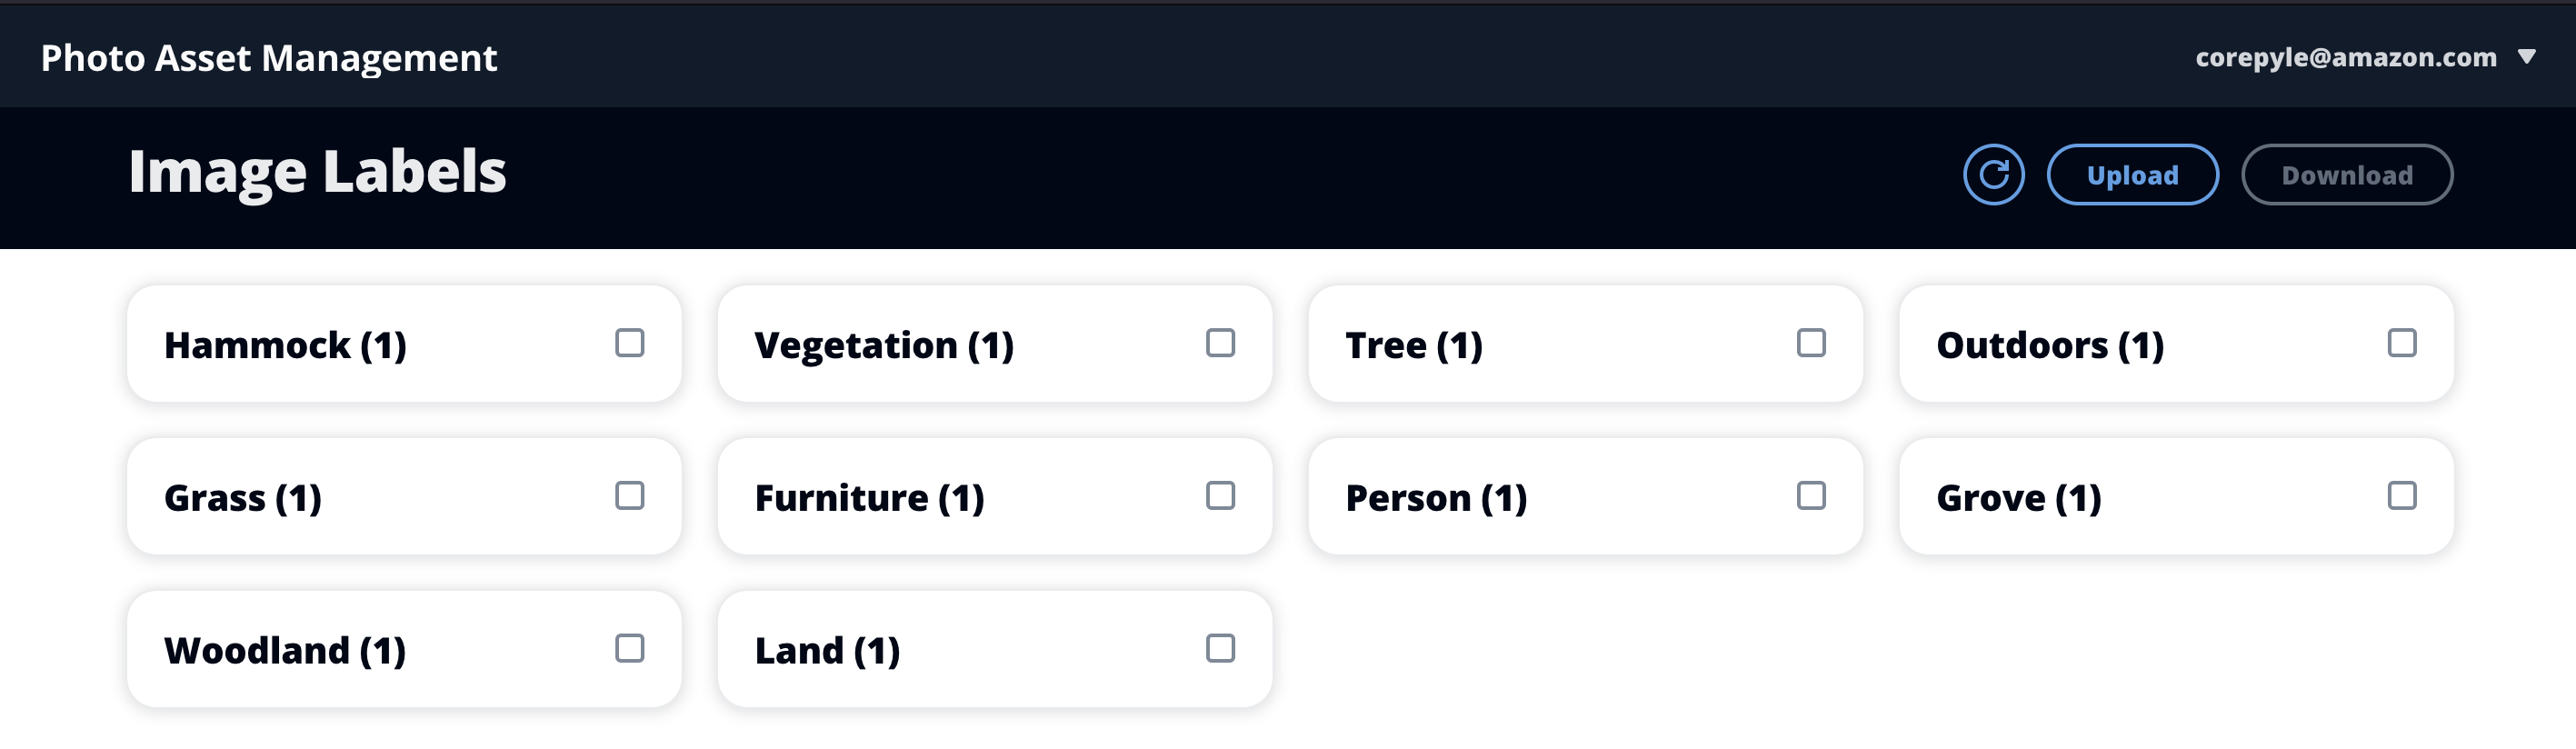 Photo Asset Management
corepyle@amazon.com
Image Labels
Upload
Download
Hammock (1)
Vegetation (1)
Tree (1)
Outdoors (1)
Grass (1)
Furniture (1)
Person (1)
Grove (1)
Woodland (1)
Land (1)